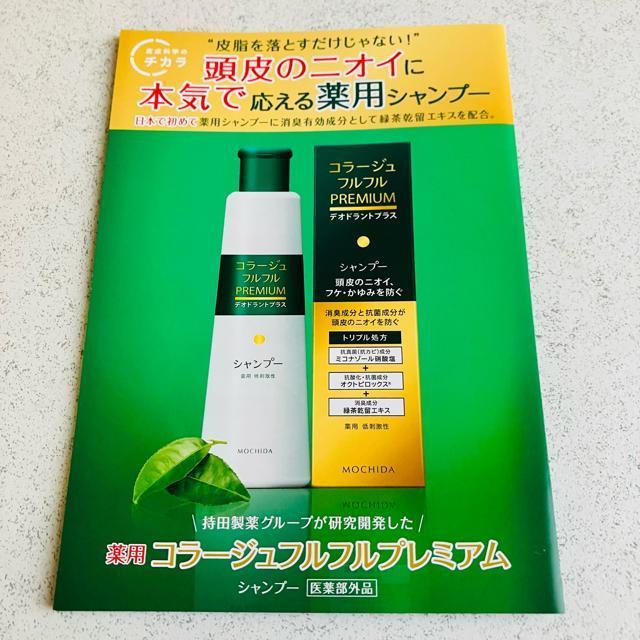 皮膚科学の
チカラ
“皮脂を落とすだけじゃない!”
頭皮のニオイに
本気で応える薬用シャンプー
日本で初めて薬用シャンプーに消臭有効成分として緑茶乾留エキスを配合。
コラージュ
フルフル
PREMIUM
デオドラントプラス
シャンプー
薬用 低刺激性
MOCHIDA
コラージュ
フルフル
PREMIUM
デオドラントプラス
シャンプー
頭皮のニオイ、
フケ・かゆみを防ぐ
消臭成分と抗菌成分が
頭皮のニオイを防ぐ
トリプル処方
抗真菌(抗カビ)成分
ミコナゾール硝酸塩
+
抗酸化・抗菌成分
オクトピロックス®
+
消臭成分
緑茶乾留エキス
薬用 低刺激性
MOCHIDA
\ 持田製薬グループが研究開発した /
薬用 コラージュフルフルプレミアム
シャンプー 医薬部外品